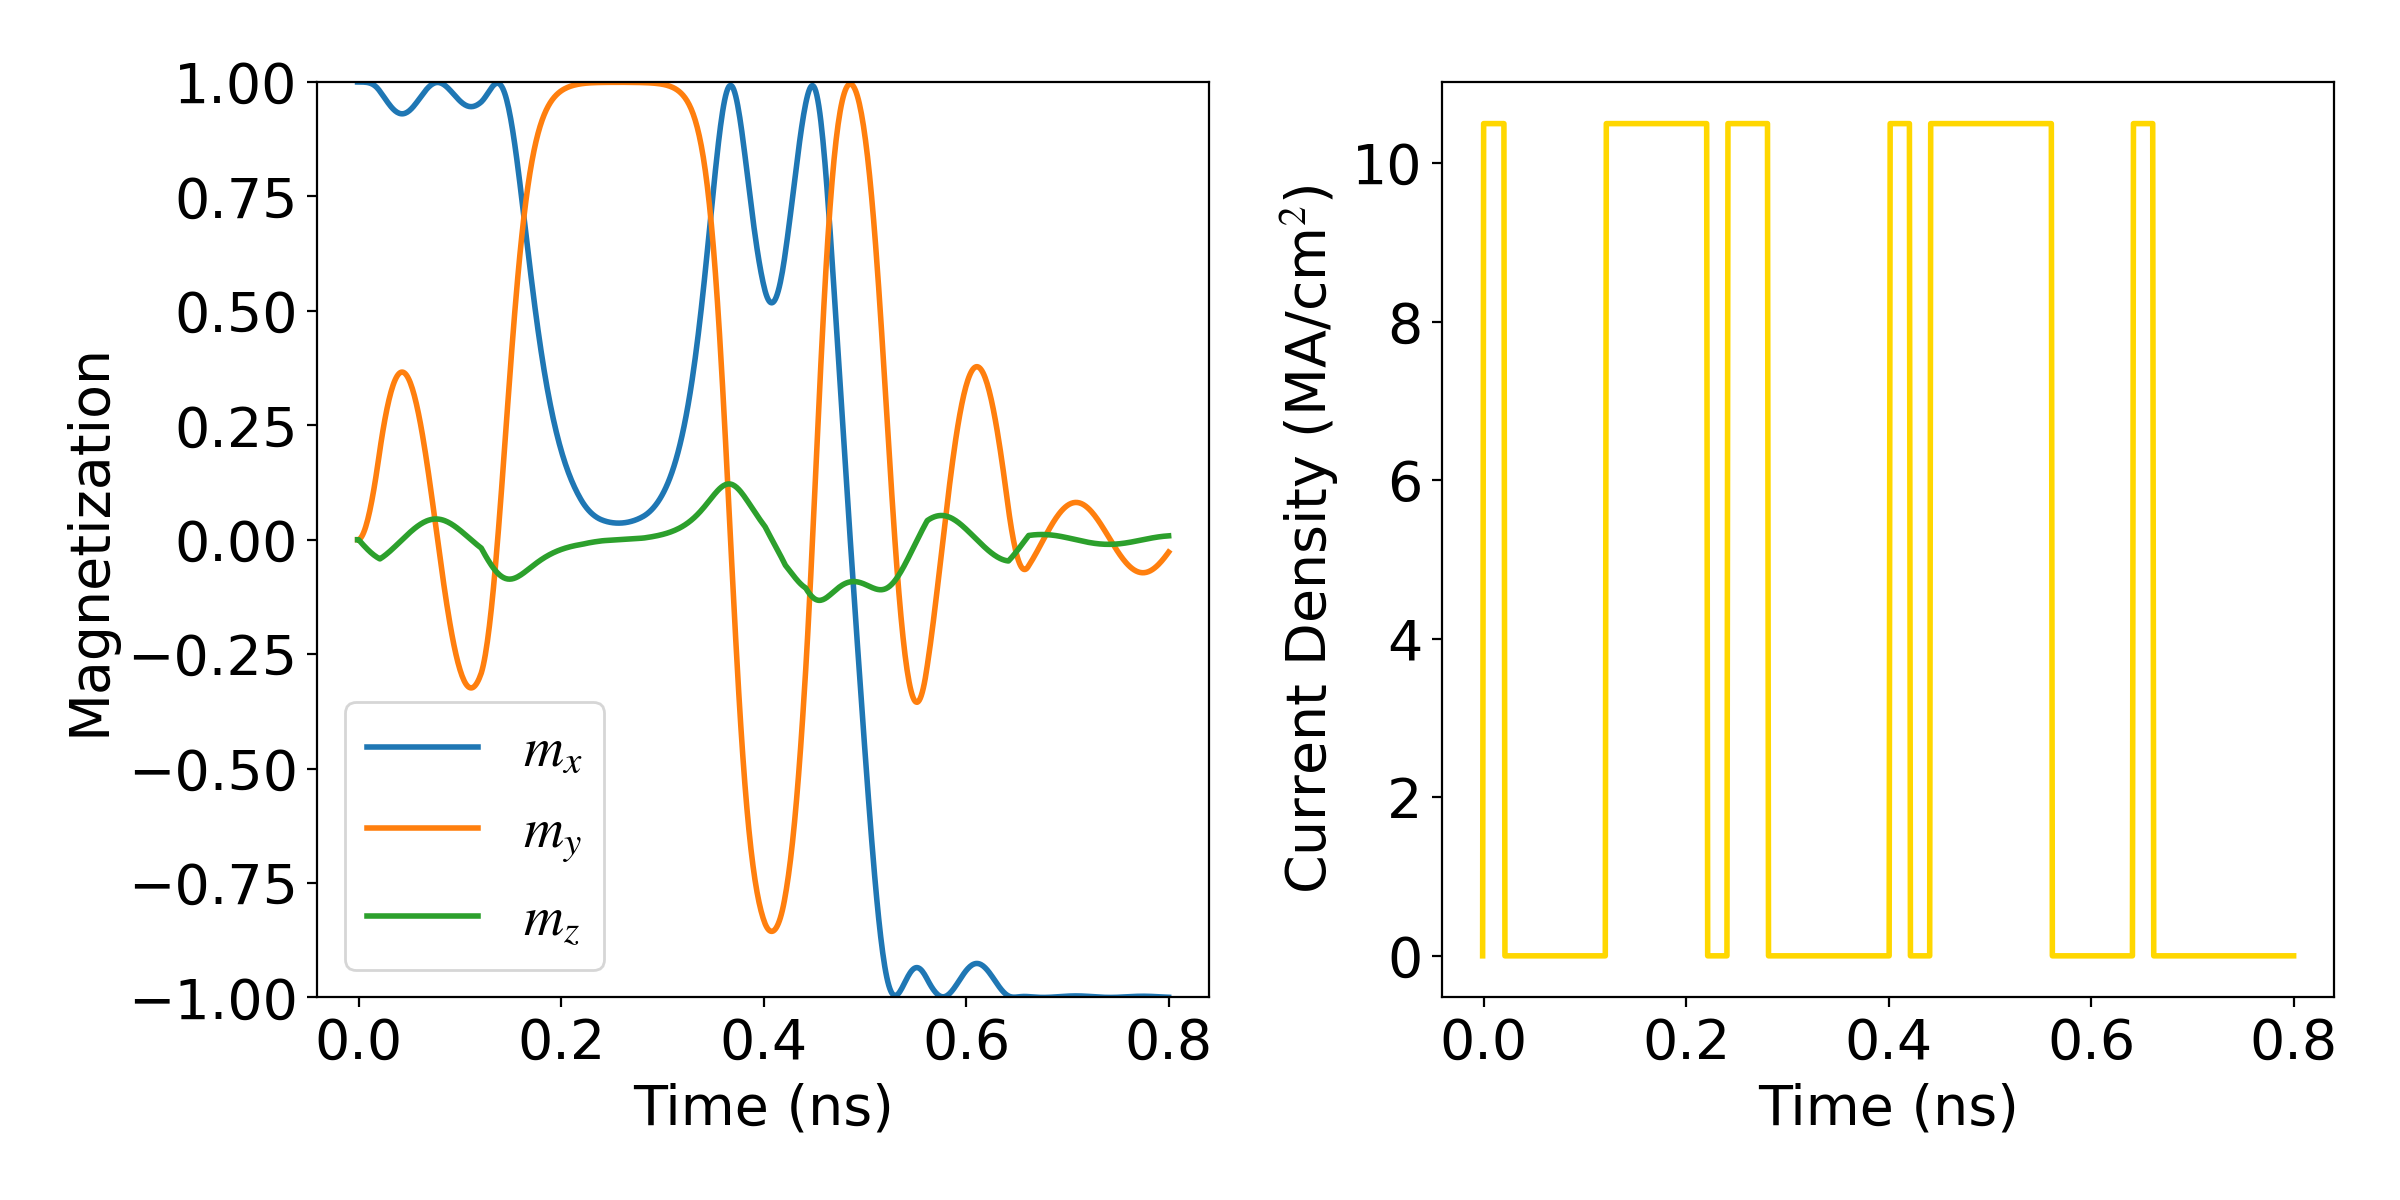 1.00
0.75
0.50
0.25
0.00
−0.25
−0.50
−0.75
−1.00
Magnetization
0.0 0.2 0.4 0.6 0.8
Time (ns)
m_x
m_y
m_z
10
8
6
4
2
0
Current Density (MA/cm²)
0.0 0.2 0.4 0.6 0.8
Time (ns)